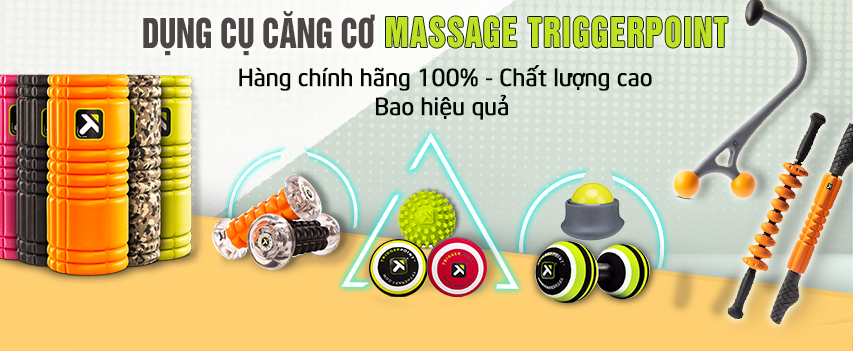 DỤNG CỤ CĂNG CƠ MASSAGE TRIGGERPOINT
Hàng chính hãng 100% - Chất lượng cao
Bao hiệu quả